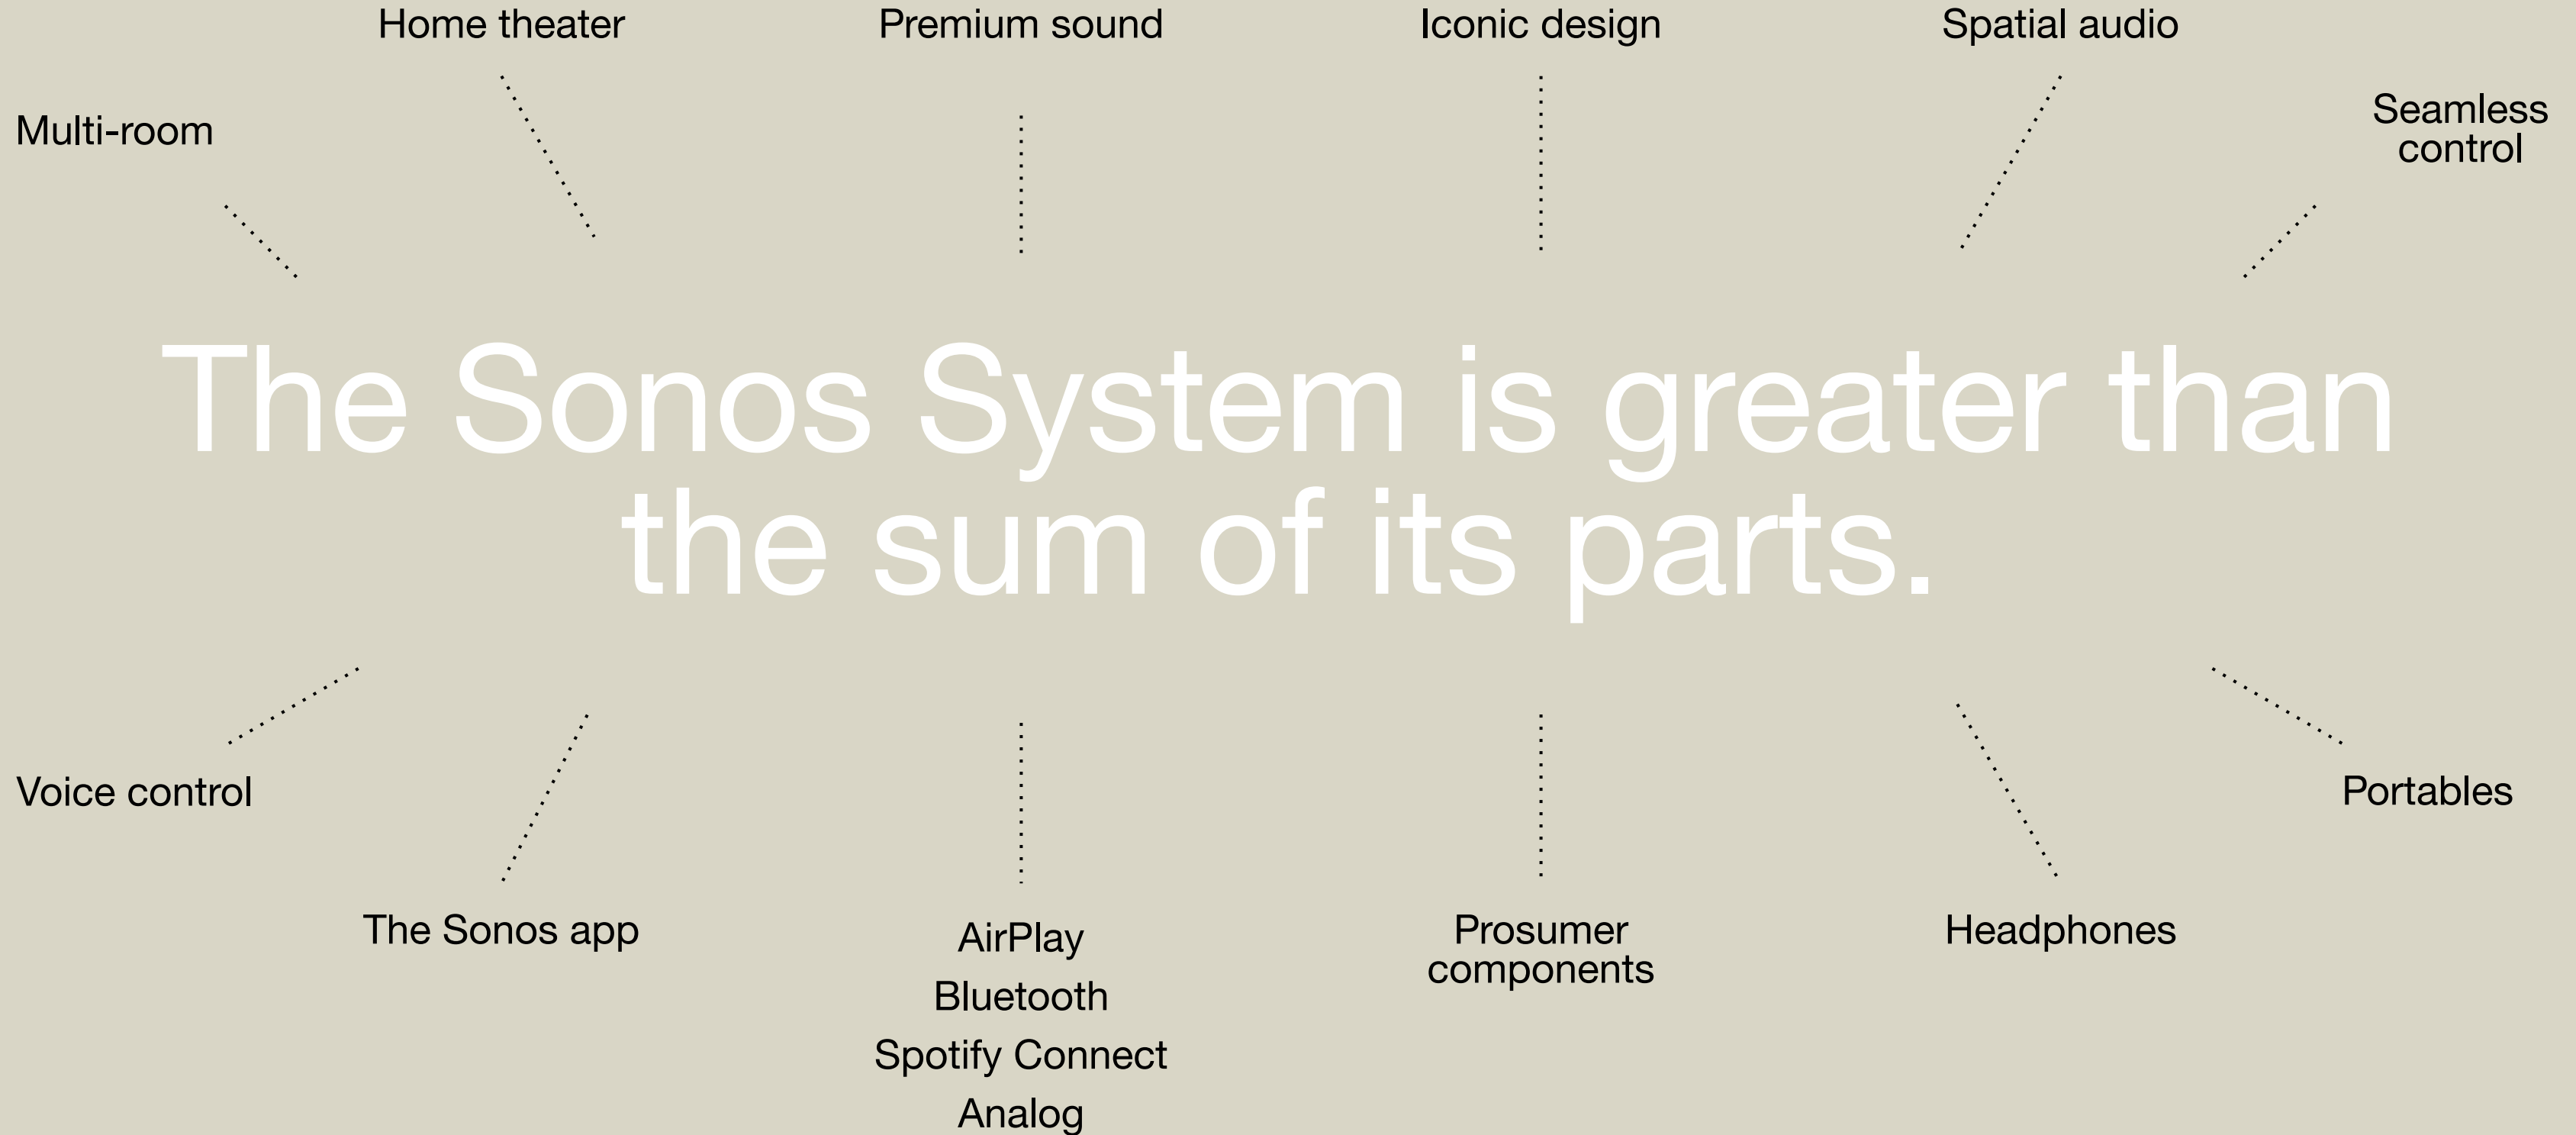 Home theater
Premium sound
Iconic design
Spatial audio
Multi-room
Seamless
control
The Sonos System is greater than
the sum of its parts.
Voice control
Portables
The Sonos app
AirPlay
Bluetooth
Spotify Connect
Analog
Prosumer
components
Headphones